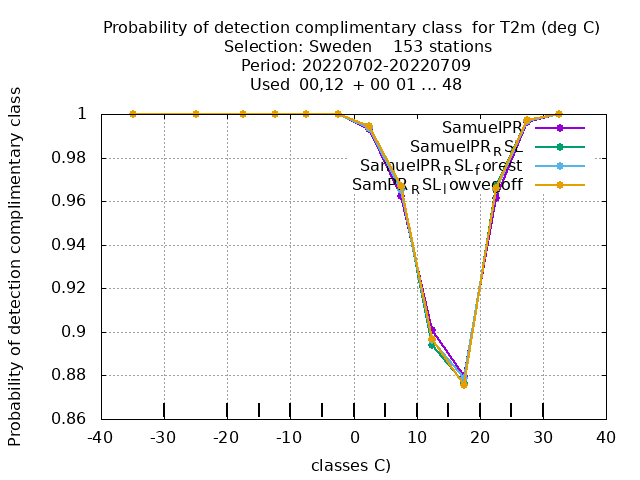 Probability of detection complimentary class  for T2m (deg C)
Selection: Sweden    153 stations
Period: 20220702-20220709
Used  00,12  + 00 01 ... 48
Probability of detection complimentary class
1
0.98
0.96
0.94
0.92
0.9
0.88
0.86
SamuelPR
SamuelPR_RSL
SamuelPR_RSL_forest
SamPR_RSL_lowvegoff
-40 -30 -20 -10 0 10 20 30 40
classes C)